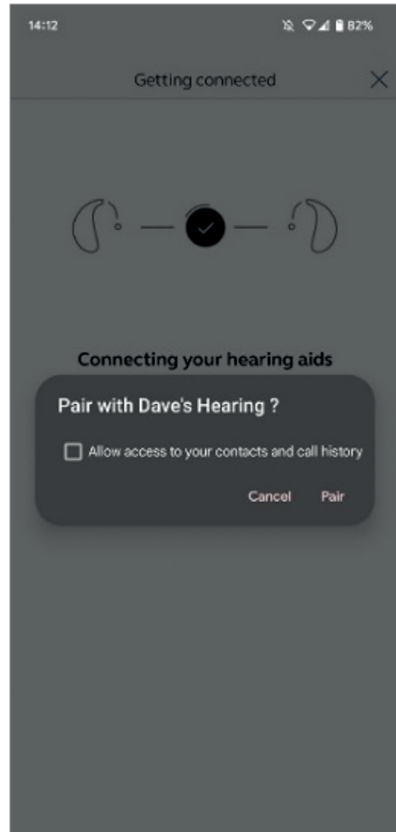 14:12 82%
Getting connected
Connecting your hearing aids
Pair with Dave's Hearing ?
Allow access to your contacts and call history
Cancel Pair